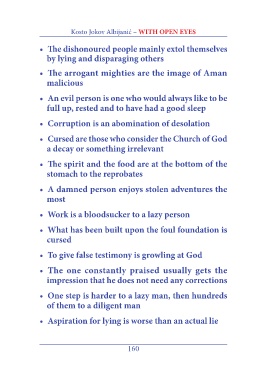 Kosto Jokov Albijanić – WITH OPEN EYES
• The dishonoured people mainly extol themselves
by lying and disparaging others
• The arrogant mighties are the image of Aman
malicious
• An evil person is one who would always like to be
full up, rested and to have had a good sleep
• Corruption is an abomination of desolation
• Cursed are those who consider the Church of God
a decay or something irrelevant
• The spirit and the food are at the bottom of the
stomach to the reprobates
• A damned person enjoys stolen adventures the
most
• Work is a bloodsucker to a lazy person
• What has been built upon the foul foundation is
cursed
• To give false testimony is growling at God
• The one constantly praised usually gets the
impression that he does not need any corrections
• One step is harder to a lazy man, then hundreds
of them to a diligent man
• Aspiration for lying is worse than an actual lie
160